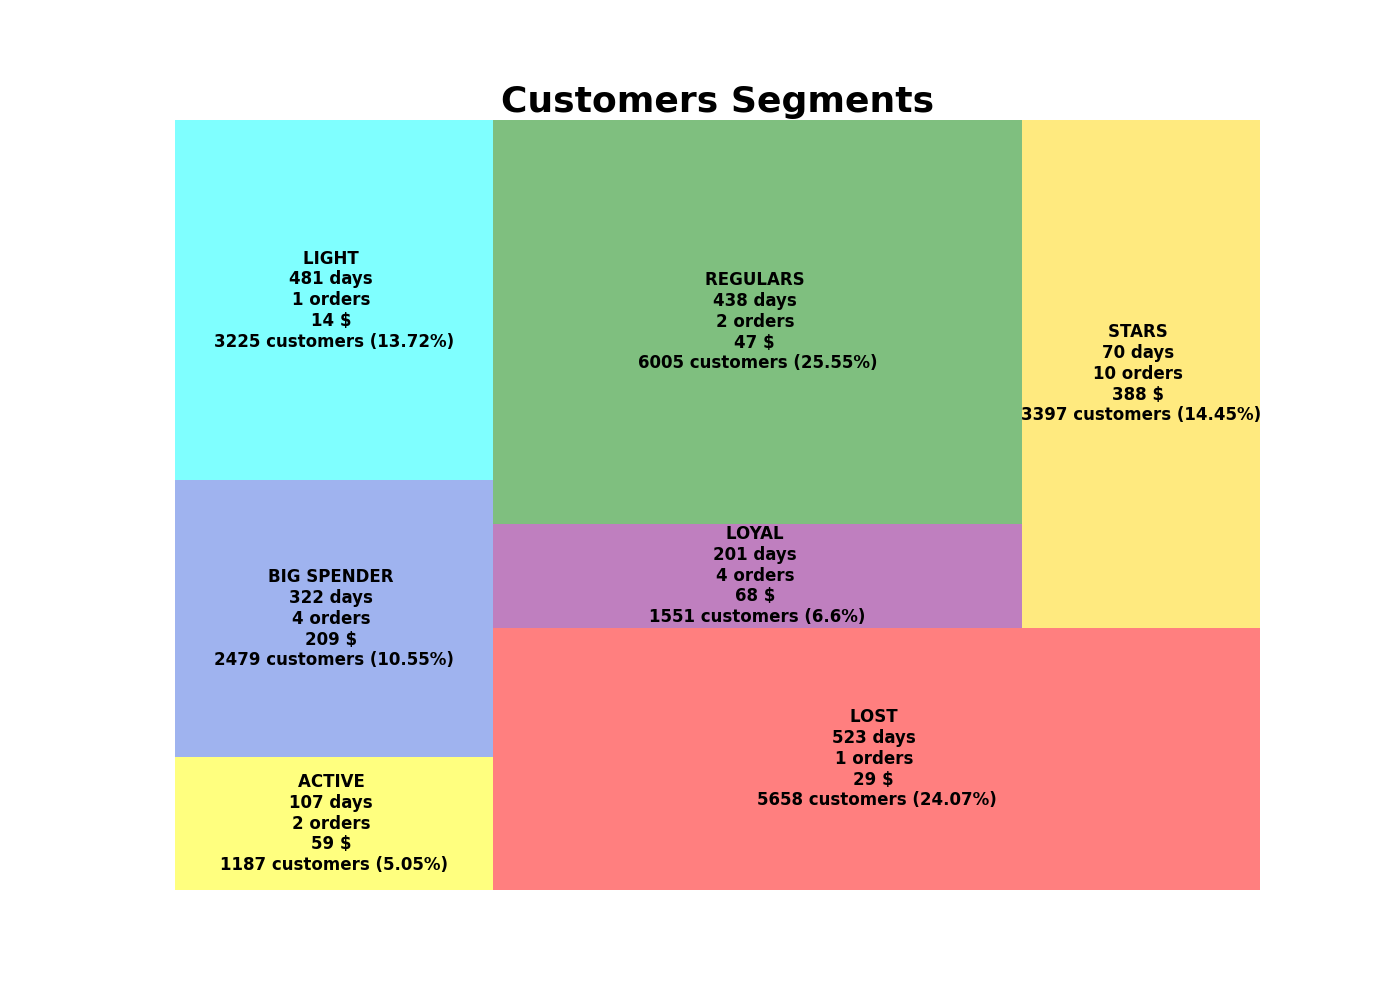 Customers Segments
LIGHT
481 days
1 orders
14 $
3225 customers (13.72%)
REGULARS
438 days
2 orders
47 $
6005 customers (25.55%)
STARS
70 days
10 orders
388 $
3397 customers (14.45%)
BIG SPENDER
322 days
4 orders
209 $
2479 customers (10.55%)
LOYAL
201 days
4 orders
68 $
1551 customers (6.6%)
ACTIVE
107 days
2 orders
59 $
1187 customers (5.05%)
LOST
523 days
1 orders
29 $
5658 customers (24.07%)